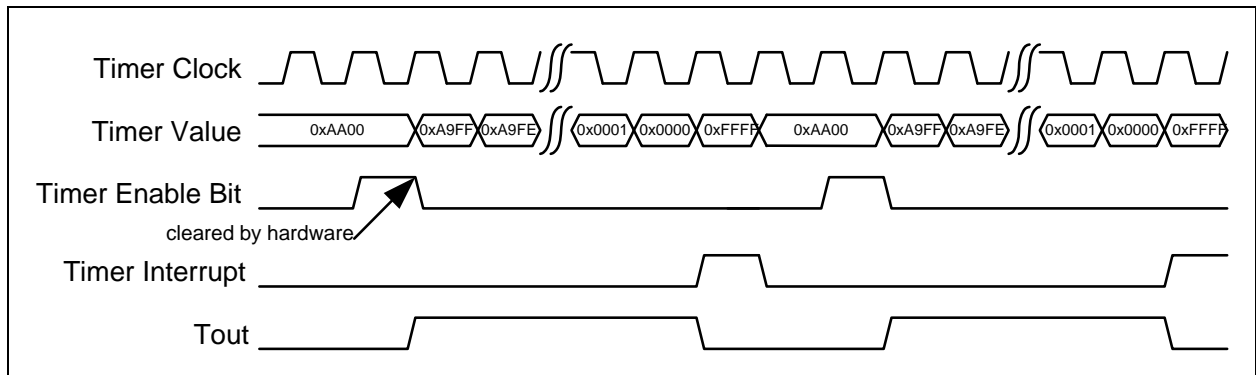 Timer Clock
Timer Value 0xAA00 0xA9FF 0xA9FE 0x0001 0x0000 0xFFFF 0xAA00 0xA9FF 0xA9FE 0x0001 0x0000 0xFFFF
Timer Enable Bit
cleared by hardware
Timer Interrupt
Tout